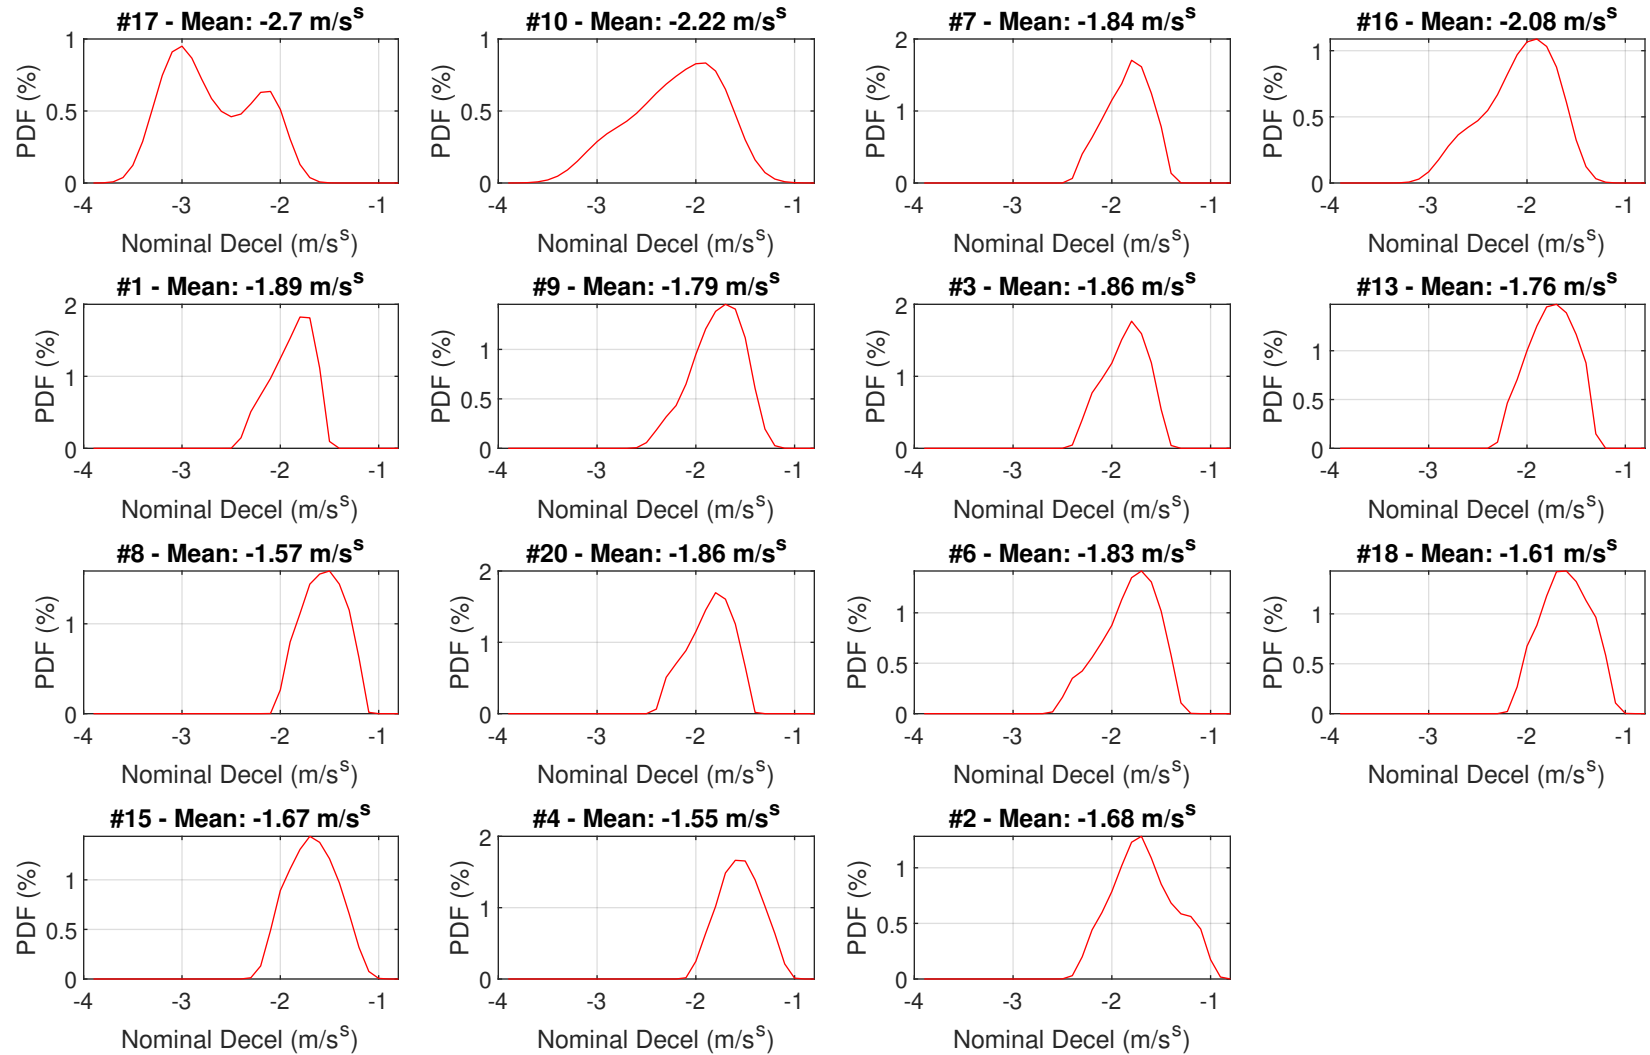 #17 - Mean: -2.7 m/s^s
PDF (%)
1
0.5
0
-4 -3 -2 -1
Nominal Decel (m/s^s)
#10 - Mean: -2.22 m/s^s
PDF (%)
1
0.5
0
-4 -3 -2 -1
Nominal Decel (m/s^s)
#7 - Mean: -1.84 m/s^s
PDF (%)
2
1
0
-4 -3 -2 -1
Nominal Decel (m/s^s)
#16 - Mean: -2.08 m/s^s
PDF (%)
1
0.5
0
-4 -3 -2 -1
Nominal Decel (m/s^s)
#1 - Mean: -1.89 m/s^s
PDF (%)
2
1
0
-4 -3 -2 -1
Nominal Decel (m/s^s)
#9 - Mean: -1.79 m/s^s
PDF (%)
1
0.5
0
-4 -3 -2 -1
Nominal Decel (m/s^s)
#3 - Mean: -1.86 m/s^s
PDF (%)
2
1
0
-4 -3 -2 -1
Nominal Decel (m/s^s)
#13 - Mean: -1.76 m/s^s
PDF (%)
1
0.5
0
-4 -3 -2 -1
Nominal Decel (m/s^s)
#8 - Mean: -1.57 m/s^s
PDF (%)
1
0
-4 -3 -2 -1
Nominal Decel (m/s^s)
#20 - Mean: -1.86 m/s^s
PDF (%)
2
1
0
-4 -3 -2 -1
Nominal Decel (m/s^s)
#6 - Mean: -1.83 m/s^s
PDF (%)
1
0.5
0
-4 -3 -2 -1
Nominal Decel (m/s^s)
#18 - Mean: -1.61 m/s^s
PDF (%)
1
0.5
0
-4 -3 -2 -1
Nominal Decel (m/s^s)
#15 - Mean: -1.67 m/s^s
PDF (%)
1
0.5
0
-4 -3 -2 -1
Nominal Decel (m/s^s)
#4 - Mean: -1.55 m/s^s
PDF (%)
2
1
0
-4 -3 -2 -1
Nominal Decel (m/s^s)
#2 - Mean: -1.68 m/s^s
PDF (%)
1
0.5
0
-4 -3 -2 -1
Nominal Decel (m/s^s)